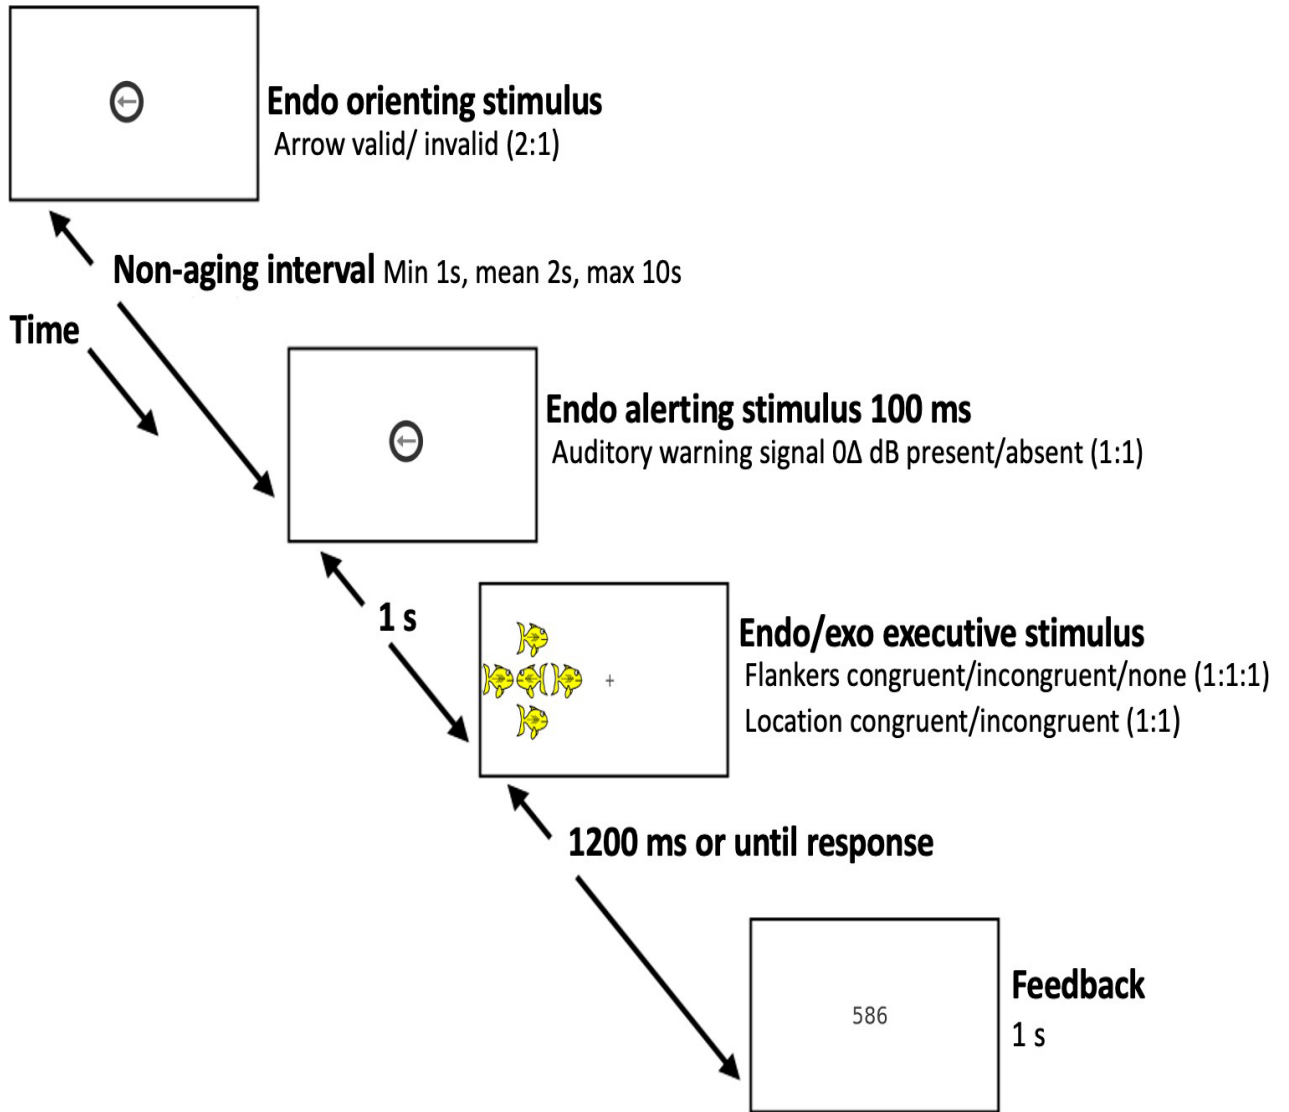 Endo orienting stimulus
Arrow valid/ invalid (2:1)
Non-aging interval Min 1s, mean 2s, max 10s
Time
Endo alerting stimulus 100 ms
Auditory warning signal 0Δ dB present/absent (1:1)
1 s
Endo/exo executive stimulus
Flankers congruent/incongruent/none (1:1:1)
+
Location congruent/incongruent (1:1)
1200 ms or until response
Feedback
586
1 s